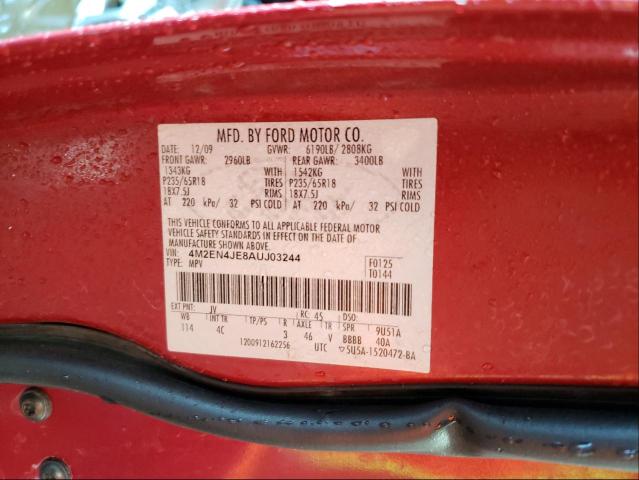 MFD. BY FORD MOTOR CO.
DATE: 12/09 GVWR: 6190LB/ 2808KG
FRONT GAWR: 2960LB REAR GAWR: 3400LB
1343KG WITH 1542KG WITH
P235/65R18 TIRES P235/65R18 TIRES
18X7.5J RIMS 18X7.5J RIMS
AT 220 kPa/ 32 PSI COLD AT 220 kPa/ 32 PSI COLD
THIS VEHICLE CONFORMS TO ALL APPLICABLE FEDERAL MOTOR
VEHICLE SAFETY STANDARDS IN EFFECT ON THE DATE OF
MANUFACTURE SHOWN ABOVE.
VIN: 4M2EN4JE8AUJ03244 F0125
TYPE: MPV T0144
EXT PNT: JV RC: 45 DSO:
WB INT TR TP/PS R AXLE TR SPR 9U51A
114 4C 3 46 V BBBB 40A
1200912162256 UTC ▽5U5A-1520472-BA